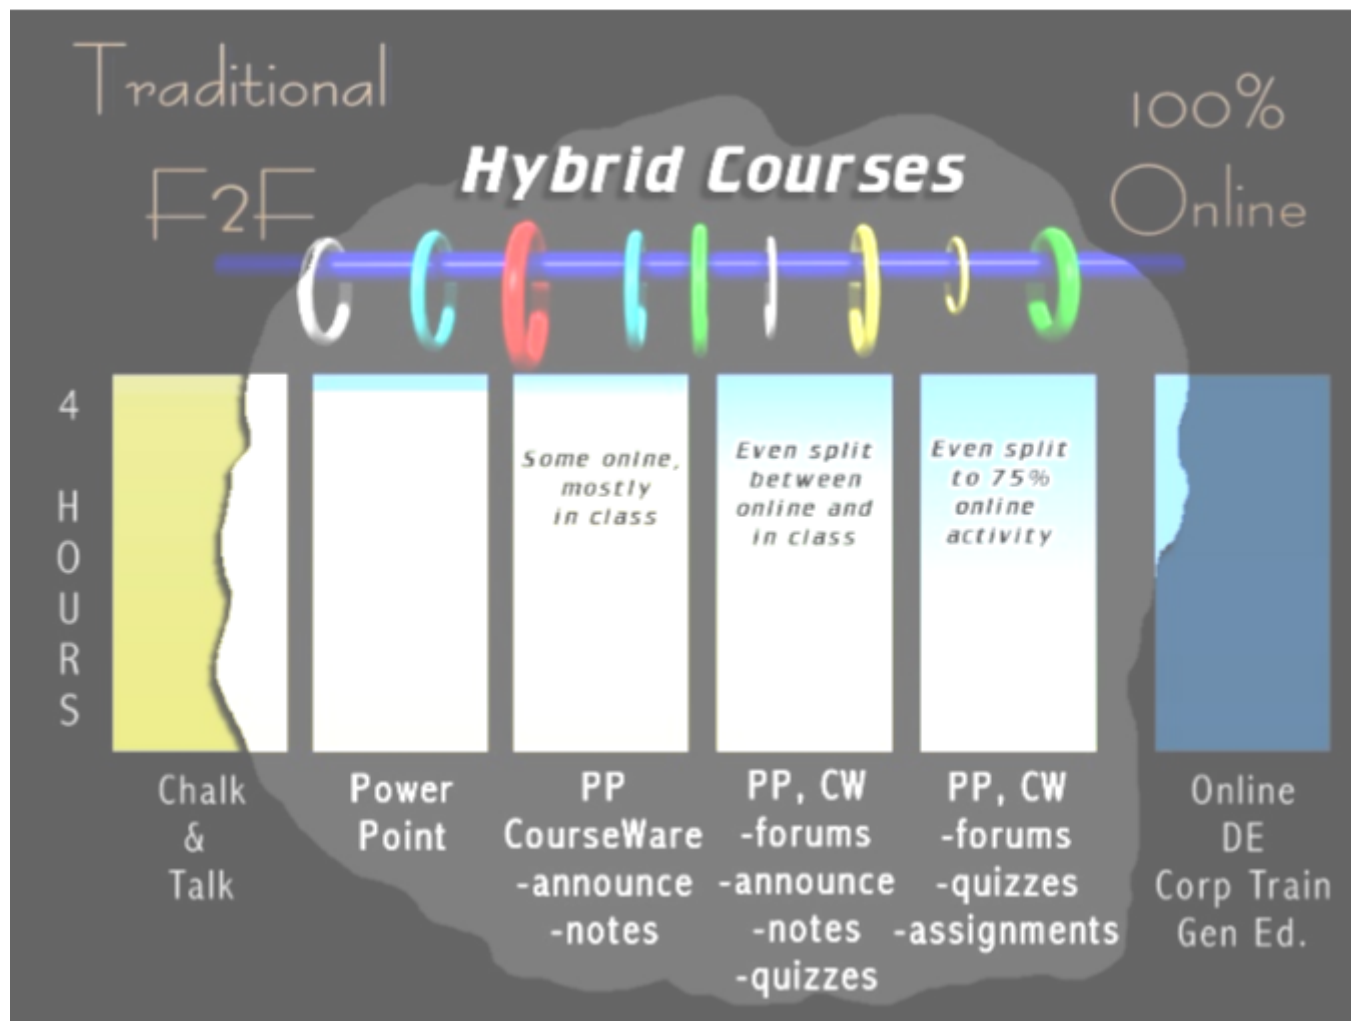 Traditional
F2F
Hybrid Courses
100%
Online
4
HOURS
Some onlne,
mostly
in class
Even split
between
online and
in class
Even split
to 75%
online
activity
Chalk
&
Talk
Power
Point
PP
CourseWare
-announce
-notes
PP, CW
-forums
-announce
-notes
-quizzes
PP, CW
-forums
-quizzes
-assignments
Online
DE
Corp Train
Gen Ed.